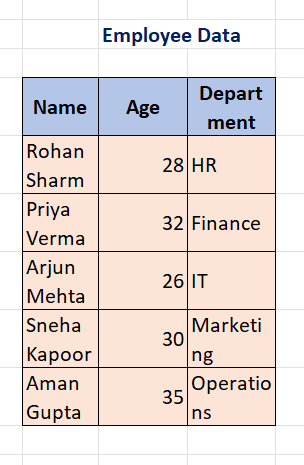 Employee Data
Name Age Depart
ment
Rohan
Sharm 28 HR
Priya
Verma 32 Finance
Arjun
Mehta 26 IT
Sneha
Kapoor 30 Marketi
ng
Aman
Gupta 35 Operatio
ns